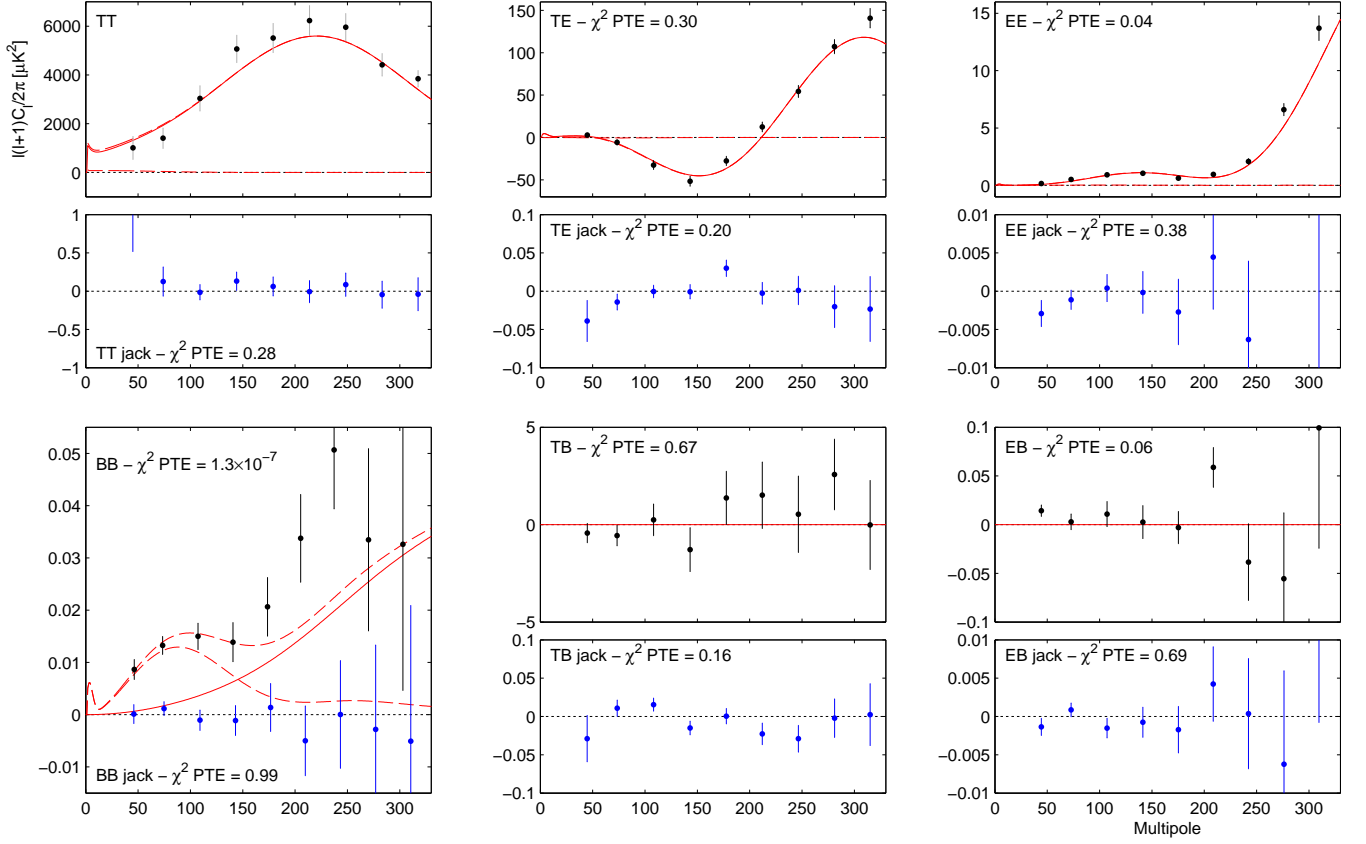 l(l+1)C_l/2π [μK²]
TT
6000
4000
2000
0
TE − χ² PTE = 0.30
150
100
50
0
−50
EE − χ² PTE = 0.04
15
10
5
0
1
0.5
0
−0.5
−1
TT jack − χ² PTE = 0.28
0 50 100 150 200 250 300
TE jack − χ² PTE = 0.20
0.1
0.05
0
−0.05
−0.1
0 50 100 150 200 250 300
EE jack − χ² PTE = 0.38
0.01
0.005
0
−0.005
−0.01
0 50 100 150 200 250 300
BB − χ² PTE = 1.3×10⁻⁷
0.05
0.04
0.03
0.02
0.01
0
−0.01
BB jack − χ² PTE = 0.99
0 50 100 150 200 250 300
TB − χ² PTE = 0.67
5
0
−5
EB − χ² PTE = 0.06
0.1
0.05
0
−0.05
−0.1
TB jack − χ² PTE = 0.16
0.1
0.05
0
−0.05
−0.1
0 50 100 150 200 250 300
EB jack − χ² PTE = 0.69
0.01
0.005
0
−0.005
−0.01
0 50 100 150 200 250 300
Multipole